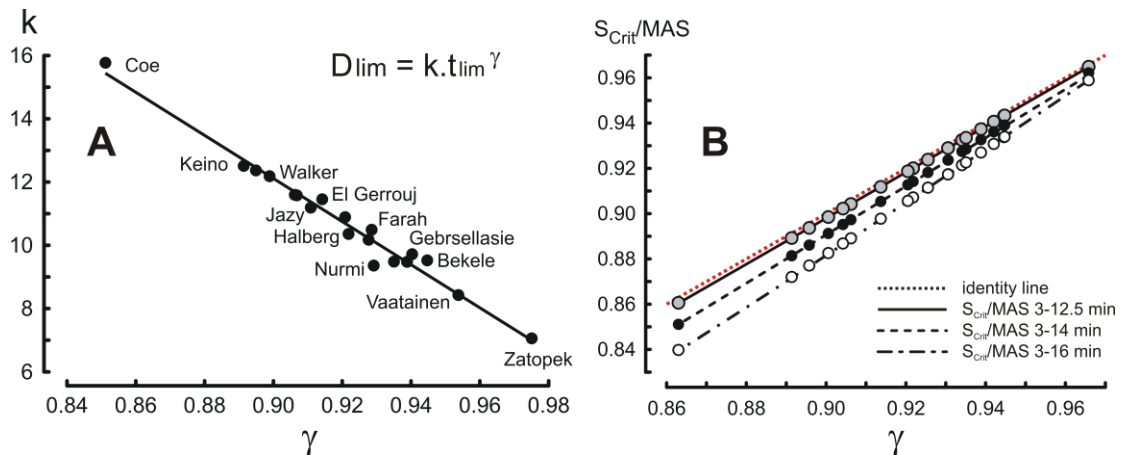 k
16
14
12
10
8
6
0.84 0.86 0.88 0.90 0.92 0.94 0.96 0.98
γ
A
Dlim = k.tlim γ
Coe
Keino
Walker
El Gerrouj
Jazy
Farah
Halberg
Gebrsellasie
Nurmi
Bekele
Vaatainen
Zatopek
SCrit/MAS
0.96
0.94
0.92
0.90
0.88
0.86
0.84
0.86 0.88 0.90 0.92 0.94 0.96
γ
B
identity line
SCrit/MAS 3-12.5 min
SCrit/MAS 3-14 min
SCrit/MAS 3-16 min